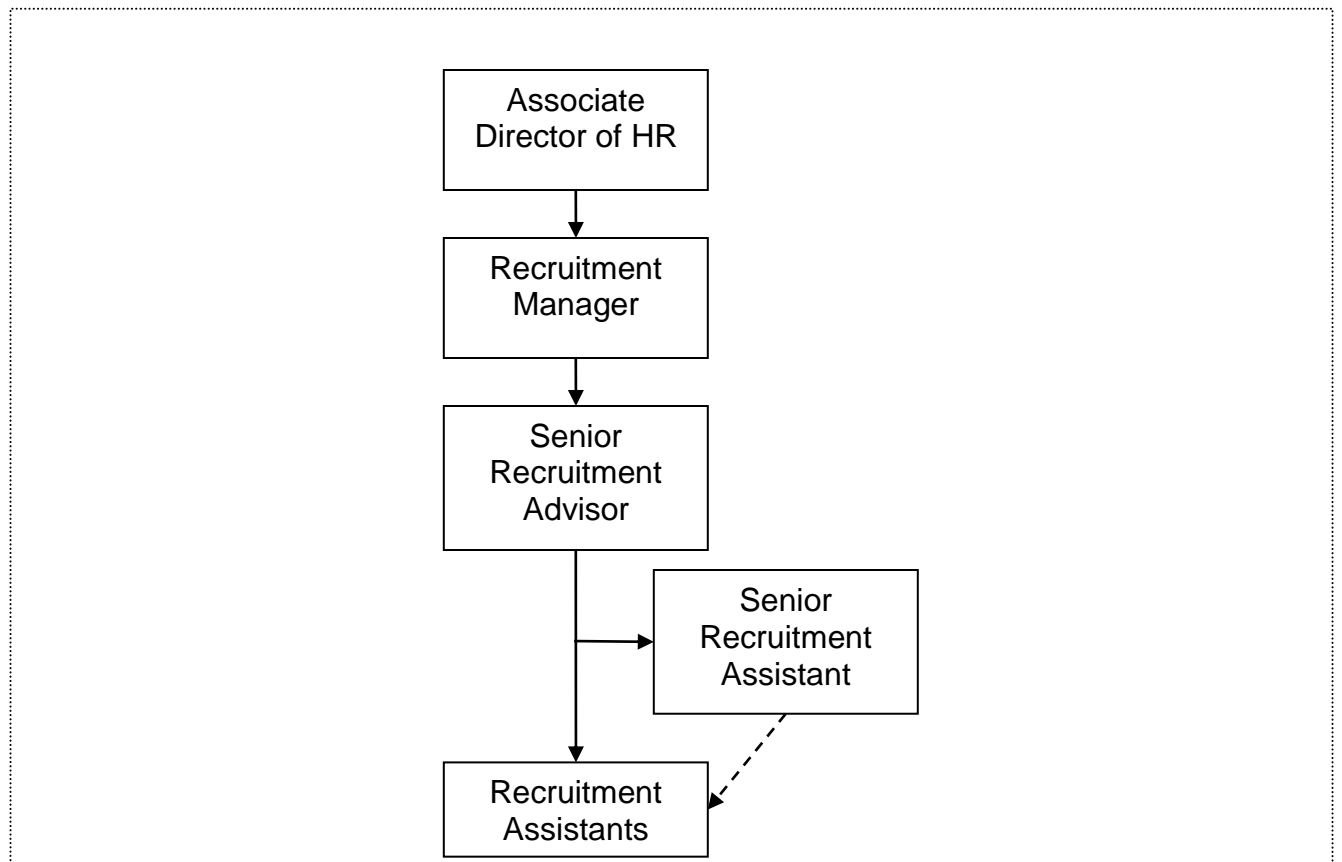 Associate
Director of HR
Recruitment
Manager
Senior
Recruitment
Advisor
Senior
Recruitment
Assistant
Recruitment
Assistants